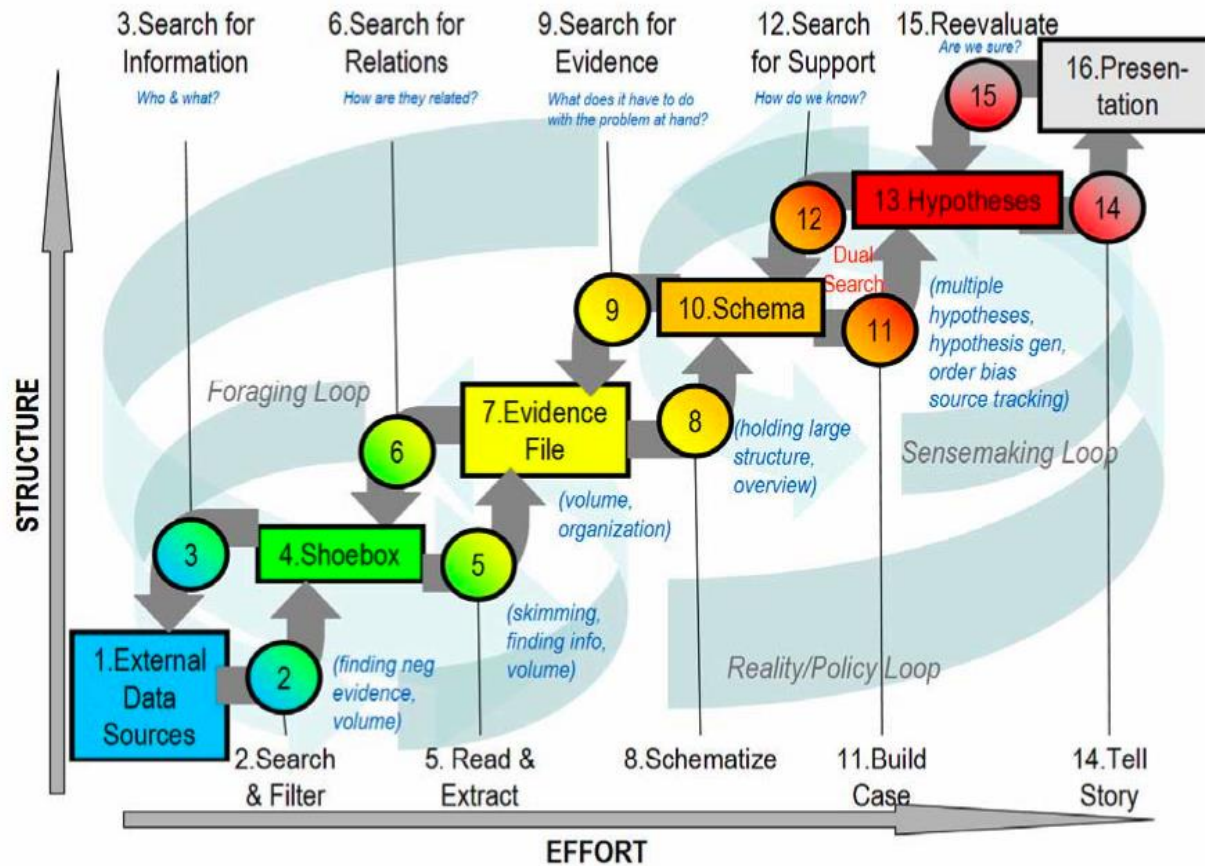 3.Search for
Information
Who & what?
6.Search for
Relations
How are they related?
9.Search for
Evidence
What does it have to do
with the problem at hand?
12.Search
for Support
How do we know?
15.Reevaluate
Are we sure?
16.Presen-
tation
15
14
13.Hypotheses
12
Dual
Search
11
(multiple
hypotheses,
hypothesis gen,
order bias
source tracking)
10.Schema
9
8
(holding large
structure,
overview)
Foraging Loop
7.Evidence
File
6
(volume,
organization)
Sensemaking Loop
3
4.Shoebox
5
(skimming,
finding info,
volume)
1.External
Data
Sources
2
(finding neg
evidence,
volume)
Reality/Policy Loop
2.Search
& Filter
5. Read &
Extract
8.Schematize
11.Build
Case
14.Tell
Story
STRUCTURE
EFFORT